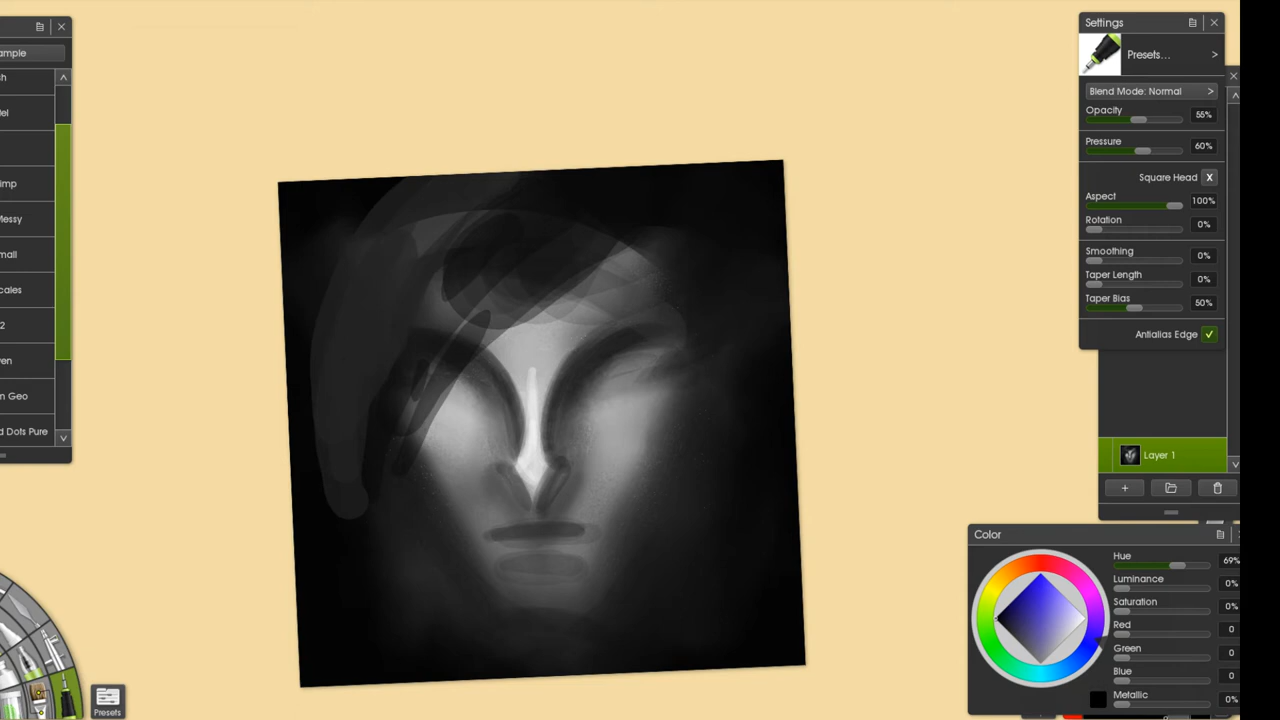 ample
sh
el
imp
Messy
mall
cales
2
ven
n Geo
d Dots Pure
Presets
Settings
Presets... >
Blend Mode: Normal >
Opacity 55%
Pressure 60%
Square Head X
Aspect 100%
Rotation 0%
Smoothing 0%
Taper Length 0%
Taper Bias 50%
Antialias Edge
Layer 1
Color
Hue 69%
Luminance 0%
Saturation 0%
Red 0
Green 0
Blue 0
Metallic 0%